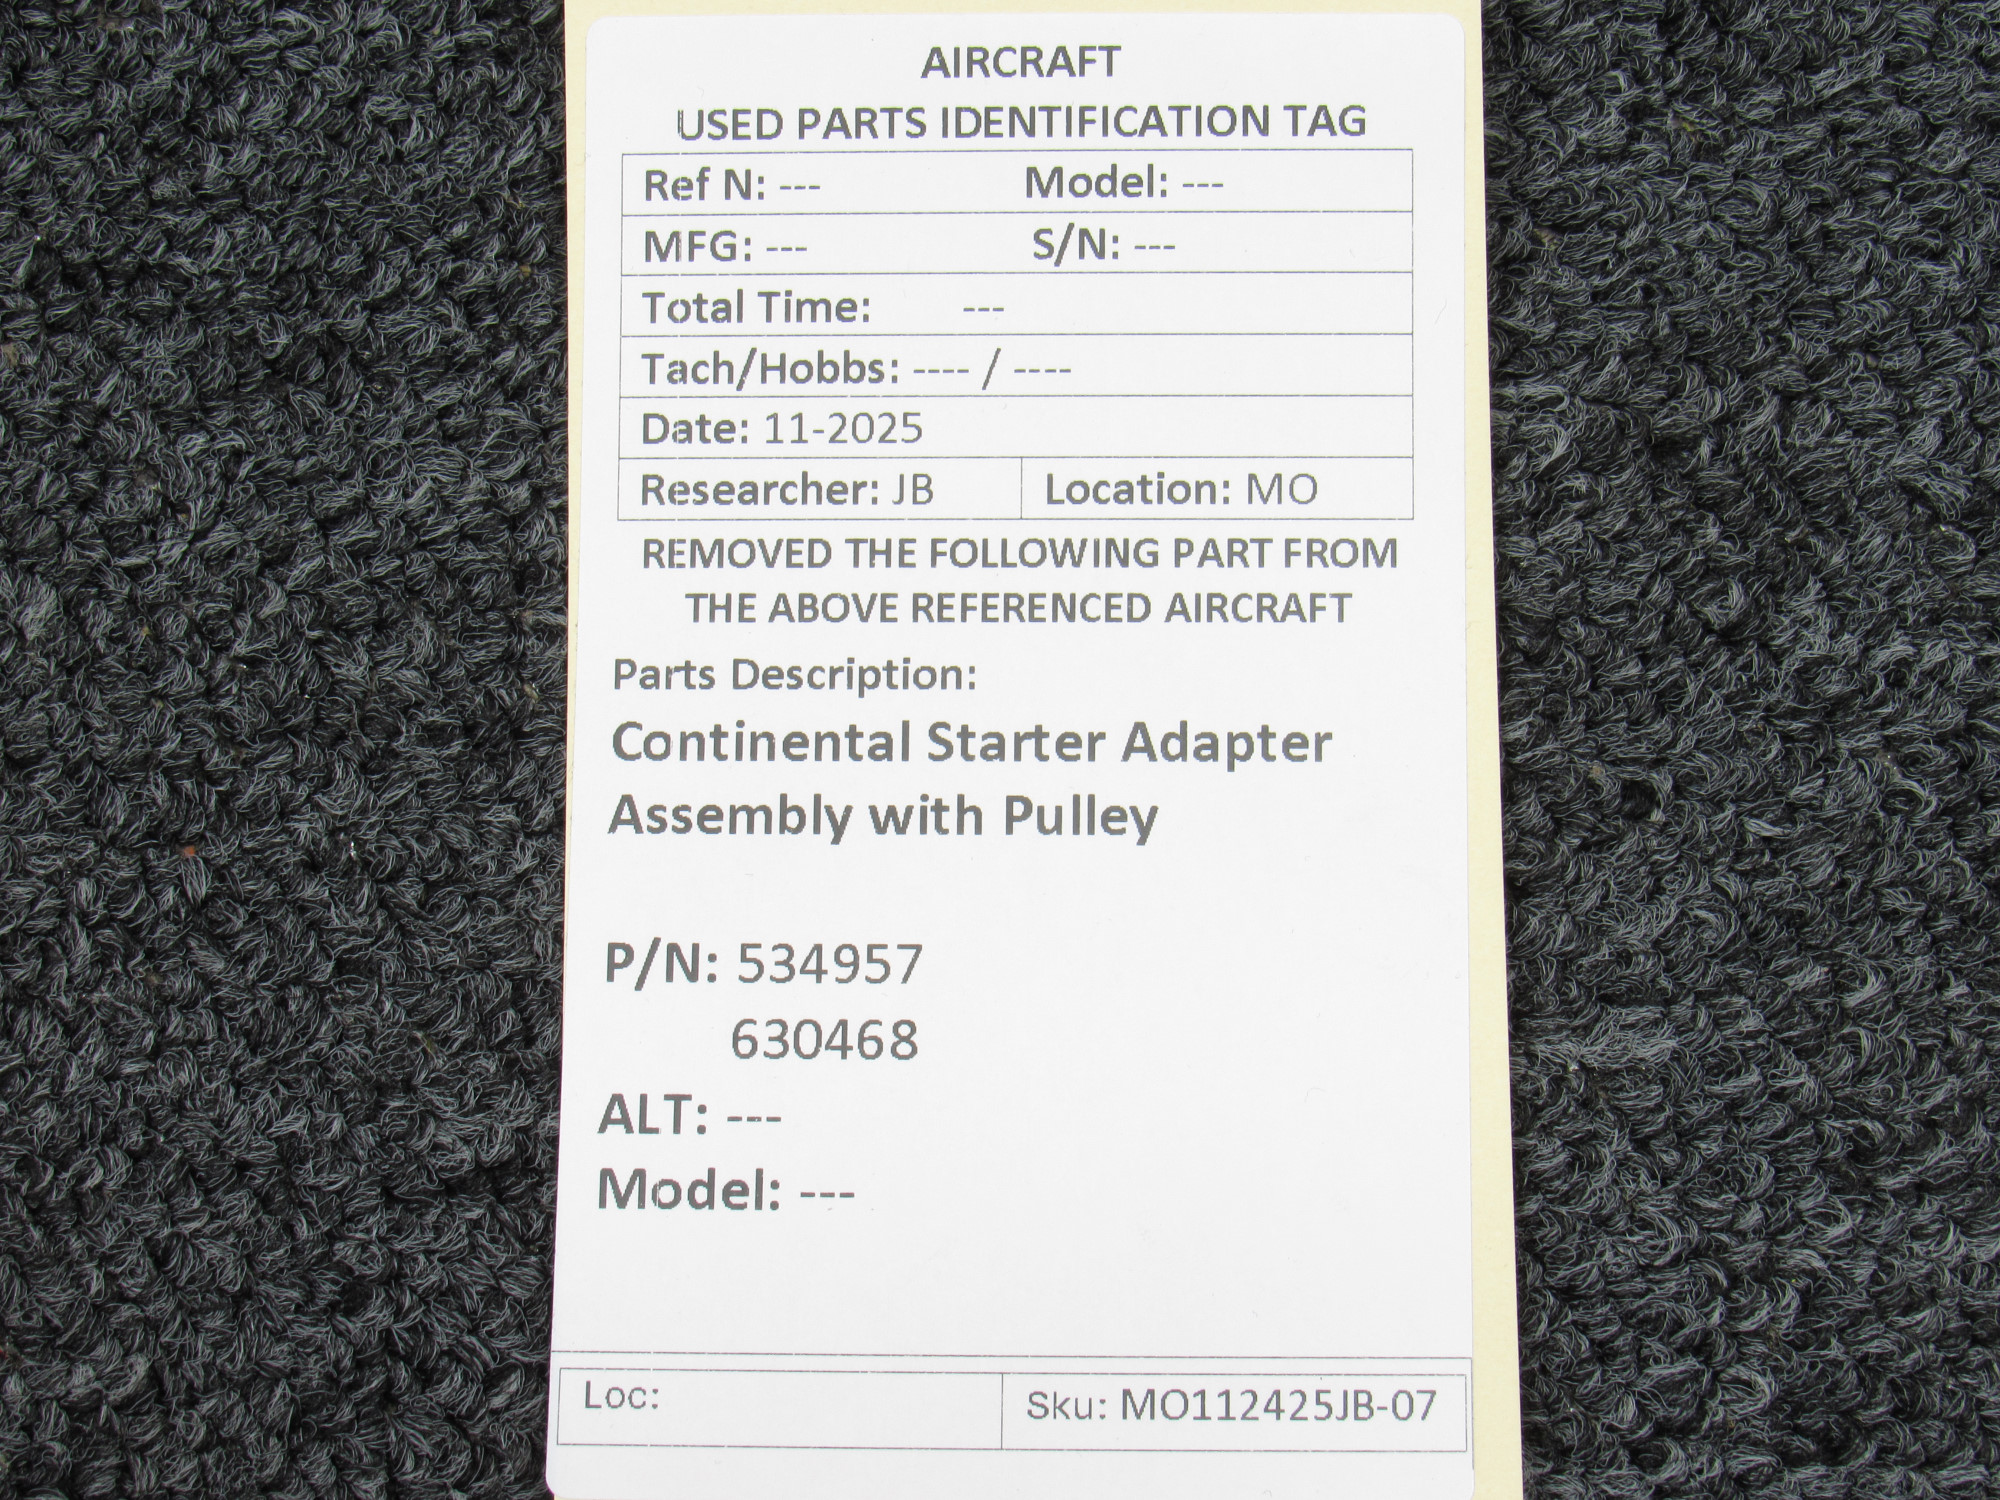 AIRCRAFT
USED PARTS IDENTIFICATION TAG
Ref N: --- Model: ---
MFG: --- S/N: ---
Total Time: ---
Tach/Hobbs: ---- / ----
Date: 11-2025
Researcher: JB Location: MO
REMOVED THE FOLLOWING PART FROM
THE ABOVE REFERENCED AIRCRAFT
Parts Description:
Continental Starter Adapter
Assembly with Pulley
P/N: 534957
630468
ALT: ---
Model: ---
Loc: Sku: MO112425JB-07